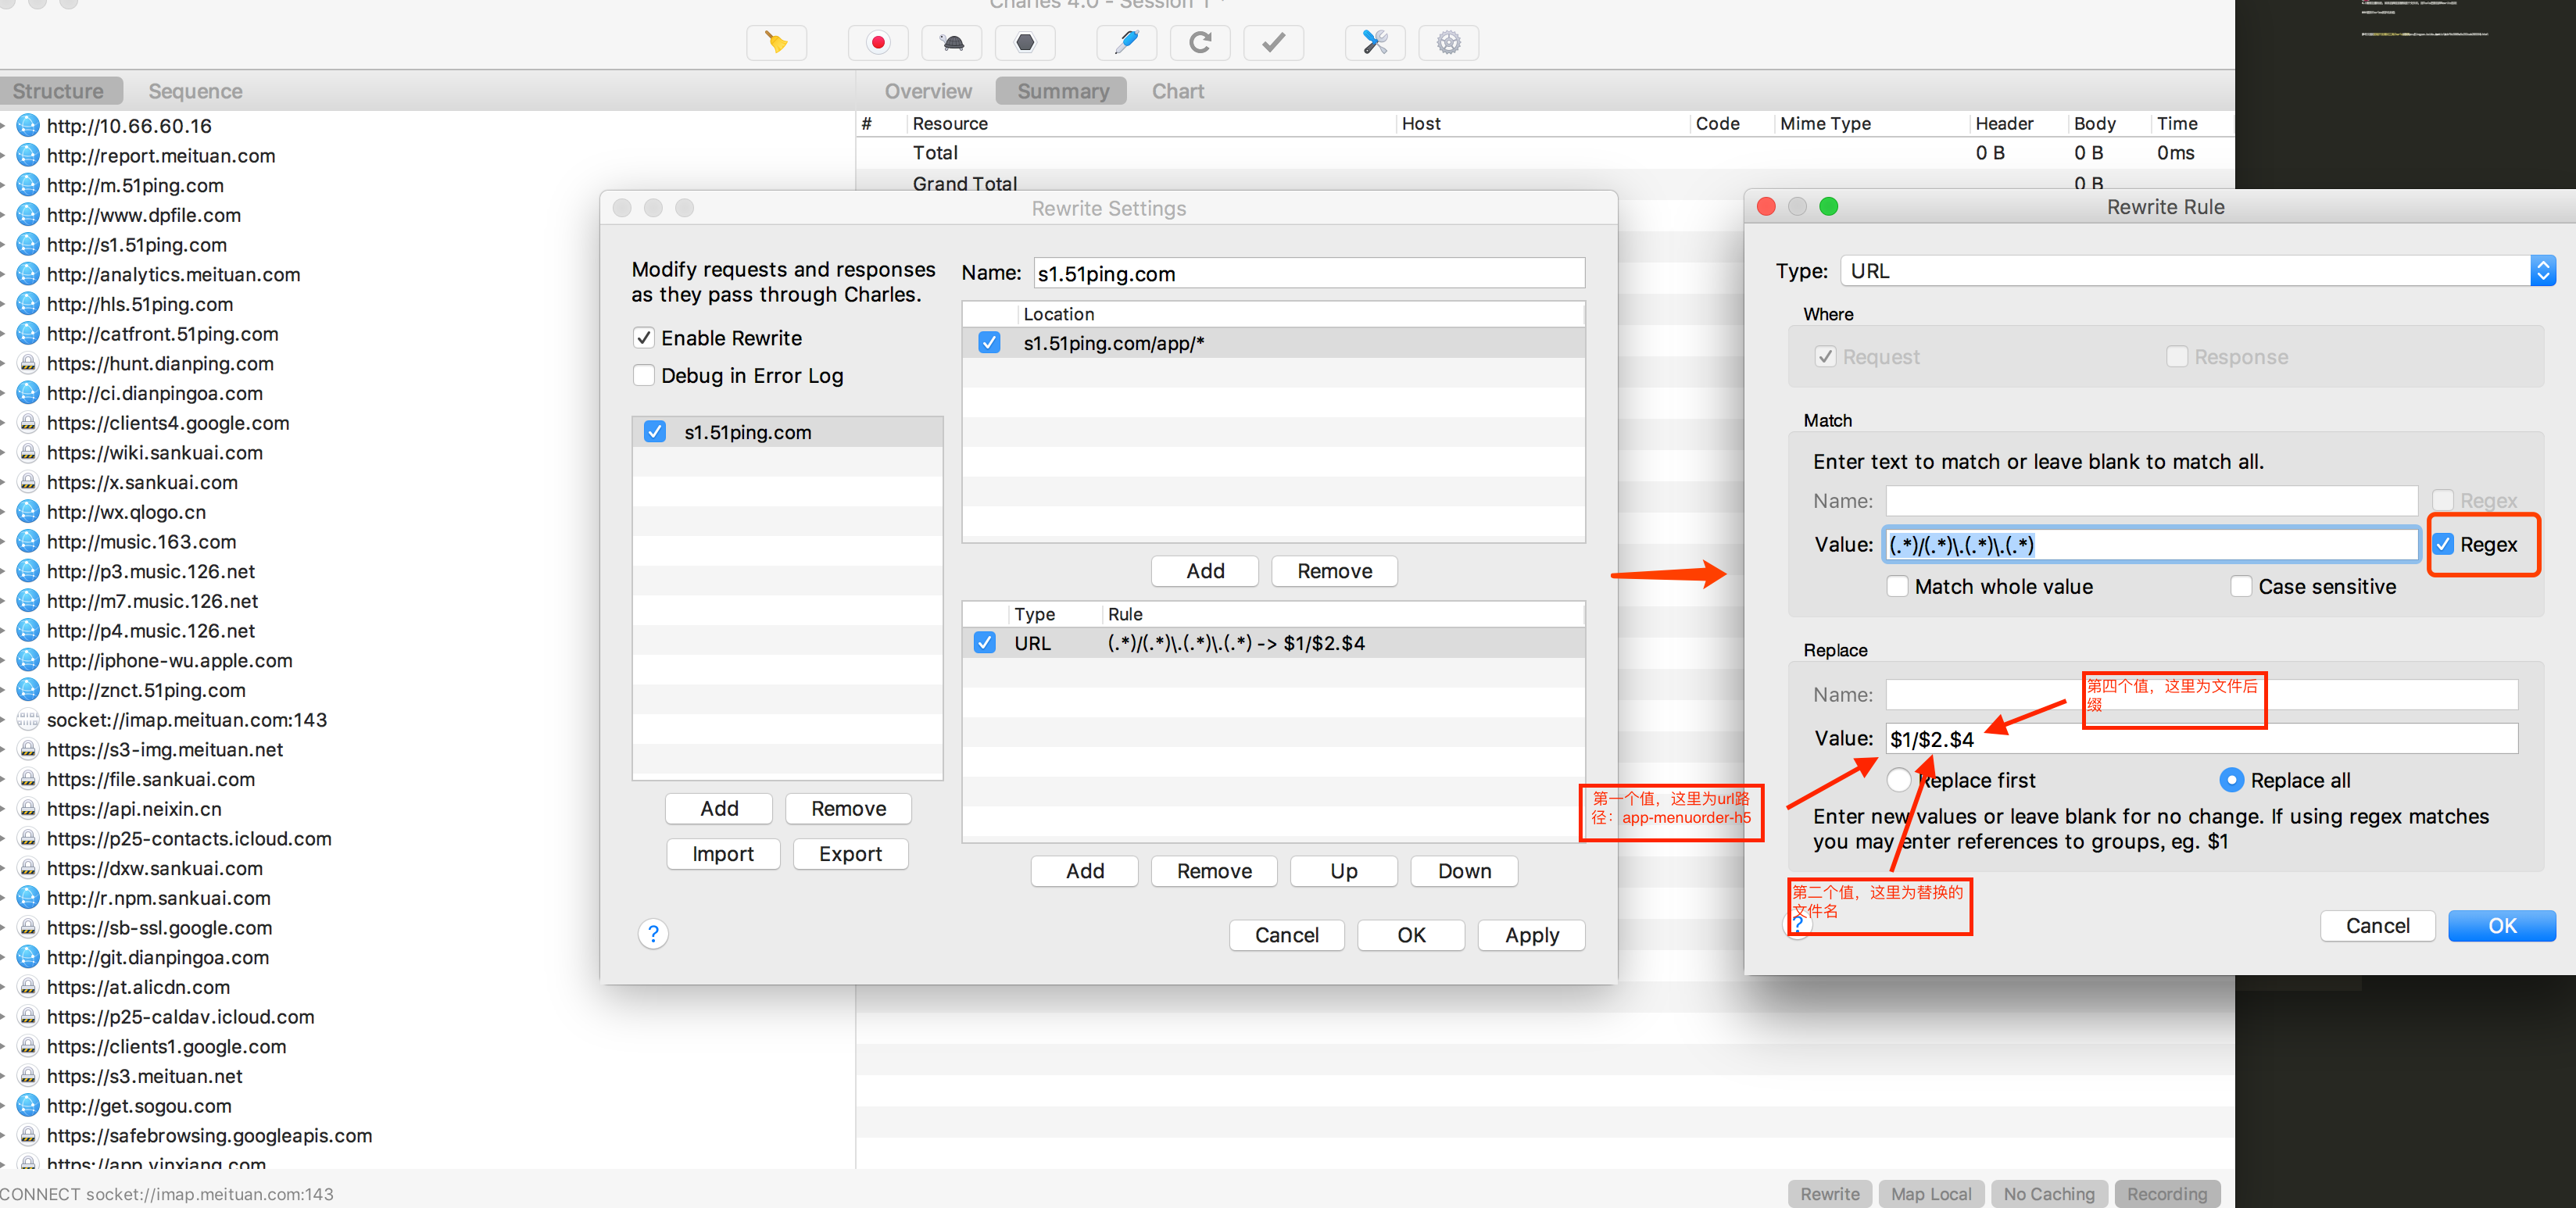 Charles 4.0 - Session 1 *
Structure
Sequence
http://10.66.60.16
http://report.meituan.com
http://m.51ping.com
http://www.dpfile.com
http://s1.51ping.com
http://analytics.meituan.com
http://hls.51ping.com
http://catfront.51ping.com
https://hunt.dianping.com
http://ci.dianpingoa.com
https://clients4.google.com
https://wiki.sankuai.com
https://x.sankuai.com
http://wx.qlogo.cn
http://music.163.com
http://p3.music.126.net
http://m7.music.126.net
http://p4.music.126.net
http://iphone-wu.apple.com
http://znct.51ping.com
socket://imap.meituan.com:143
https://s3-img.meituan.net
https://file.sankuai.com
https://api.neixin.cn
https://p25-contacts.icloud.com
https://dxw.sankuai.com
http://r.npm.sankuai.com
https://sb-ssl.google.com
http://git.dianpingoa.com
https://at.alicdn.com
https://p25-caldav.icloud.com
https://clients1.google.com
https://s3.meituan.net
http://get.sogou.com
https://safebrowsing.googleapis.com
https://app.yinxiang.com
CONNECT socket://imap.meituan.com:143
Overview
Summary
Chart
# Resource Host Code Mime Type Header Body Time
Total 0 B 0 B 0ms
Grand Total 0 B
Rewrite Settings
Modify requests and responses
as they pass through Charles.
Enable Rewrite
Debug in Error Log
s1.51ping.com
Add Remove
Import Export
Name: s1.51ping.com
Location
s1.51ping.com/app/*
Add Remove
Type Rule
URL (.*)/(.*)\.(.*)\.(.*) -> $1/$2.$4
Add Remove Up Down
?
Cancel OK Apply
Rewrite Rule
Type: URL
Where
Request Response
Match
Enter text to match or leave blank to match all.
Name: Regex
Value: (.*)/(.*)\.(.*)\.(.*) Regex
Match whole value Case sensitive
Replace
Name:
第四个值，这里为文件后
缀
Value: $1/$2.$4
Replace first Replace all
第一个值，这里为url路
径：app-menuorder-h5
Enter new values or leave blank for no change. If using regex matches
you may enter references to groups, eg. $1
第二个值，这里为替换的
文件名
?
Cancel OK
Rewrite Map Local No Caching Recording